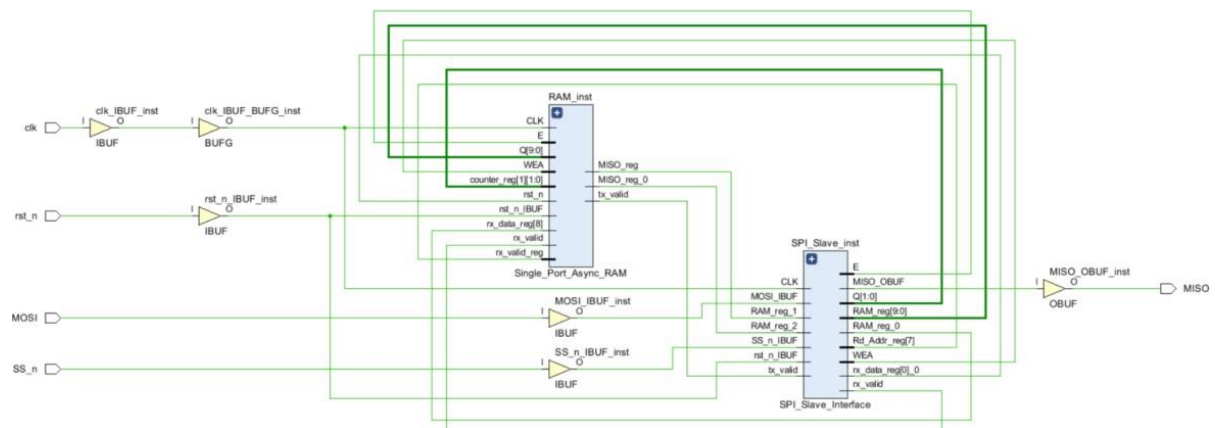 clk
clk_IBUF_inst
I
O
IBUF
clk_IBUF_BUFG_inst
I
O
BUFG
rst_n
rst_n_IBUF_inst
I
O
IBUF
RAM_inst
CLK
E
Q[9:0]
WEA
counter_reg[1][1:0]
rst_n
rst_n_IBUF
rx_data_reg[8]
rx_valid
rx_valid_reg
MISO_reg
MISO_reg_0
tx_valid
Single_Port_Async_RAM
MOSI
MOSI_IBUF_inst
I
O
IBUF
SS_n
SS_n_IBUF_inst
I
O
IBUF
SPI_Slave_inst
CLK
MOSI_IBUF
RAM_reg_1
RAM_reg_2
SS_n_IBUF
rst_n_IBUF
tx_valid
E
MISO_OBUF
Q[1:0]
RAM_reg[9:0]
RAM_reg_0
Rd_Addr_reg[7]
WEA
rx_data_reg[0]_0
rx_valid
SPI_Slave_Interface
MISO_OBUF_inst
I
O
OBUF
MISO